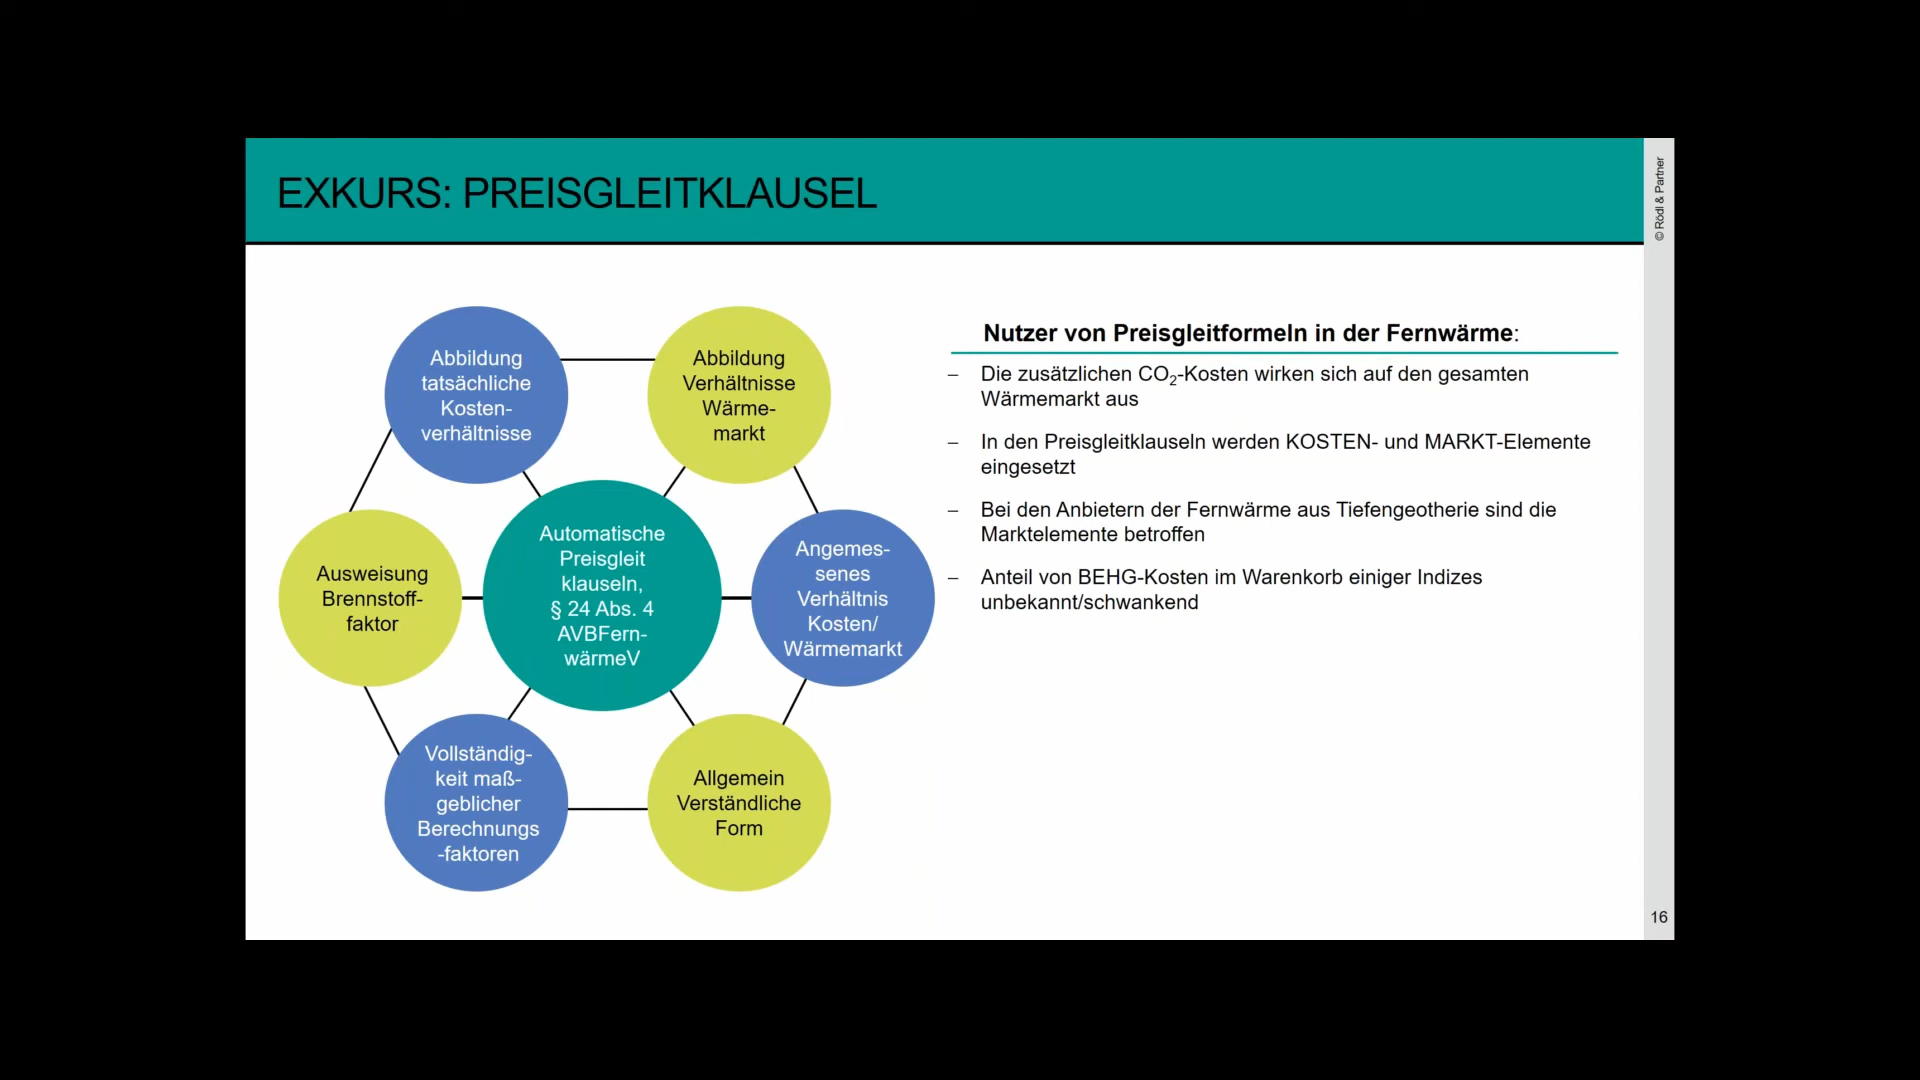 EXKURS: PREISGLEITKLAUSEL
© Rödl & Partner
Abbildung
tatsächliche
Kosten-
verhältnisse
Abbildung
Verhältnisse
Wärme-
markt
Automatische
Preisgleit
klauseln,
§ 24 Abs. 4
AVBFern-
wärmeV
Angemes-
senes
Verhältnis
Kosten/
Wärmemarkt
Ausweisung
Brennstoff-
faktor
Vollständig-
keit maß-
geblicher
Berechnungs
-faktoren
Allgemein
Verständliche
Form
Nutzer von Preisgleitformeln in der Fernwärme:
– Die zusätzlichen CO₂-Kosten wirken sich auf den gesamten
Wärmemarkt aus
– In den Preisgleitklauseln werden KOSTEN- und MARKT-Elemente
eingesetzt
– Bei den Anbietern der Fernwärme aus Tiefengeotherie sind die
Marktelemente betroffen
– Anteil von BEHG-Kosten im Warenkorb einiger Indizes
unbekannt/schwankend
16